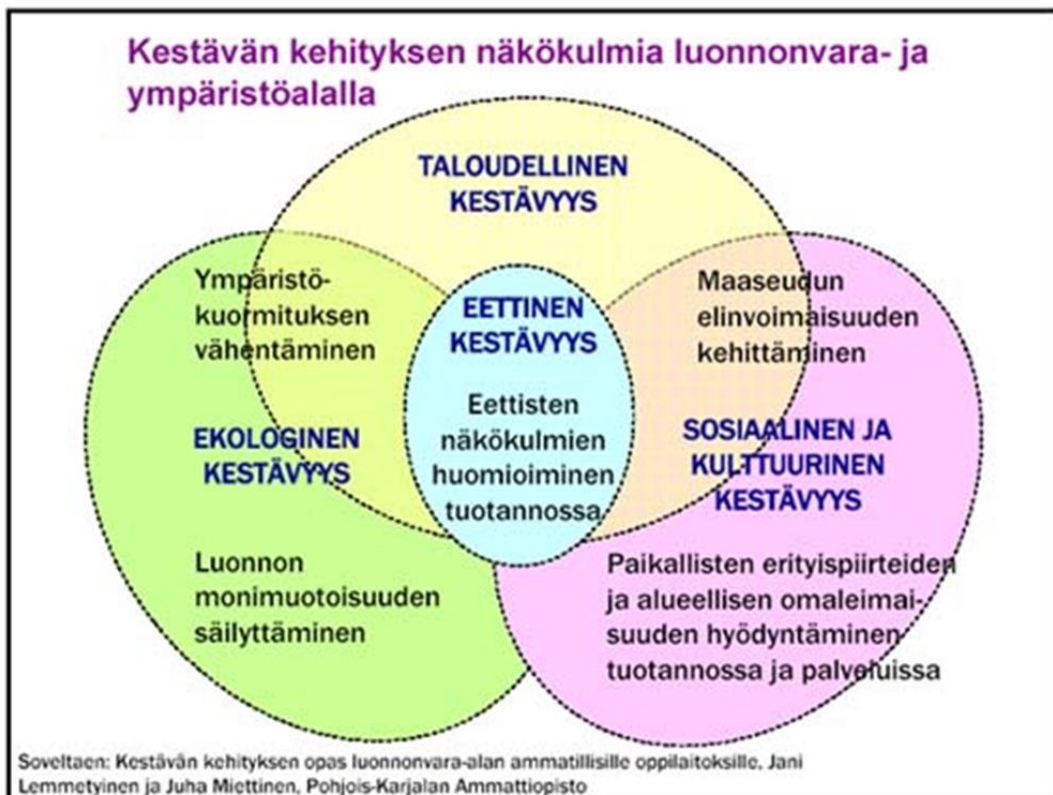 Kestävän kehityksen näkökulmia luonnonvara- ja
ympäristöalalla
TALOUDELLINEN
KESTÄVYYS
Ympäristö-
kuormituksen
vähentäminen
EETTINEN
KESTÄVYYS
Eettisten
näkökulmien
huomioiminen
tuotannossa
Maaseudun
elinvoimaisuuden
kehittäminen
EKOLOGINEN
KESTÄVYYS
SOSIAALINEN JA
KULTTUURINEN
KESTÄVYYS
Luonnon
monimuotoisuuden
säilyttäminen
Paikallisten erityispiirteiden
ja alueellisen omaleimai-
suuden hyödyntäminen
tuotannossa ja palveluissa
Soveltaen: Kestävän kehityksen opas luonnonvara-alan ammatillisille oppilaitoksille, Jani
Lemmetyinen ja Juha Miettinen, Pohjois-Karjalan Ammattiopisto